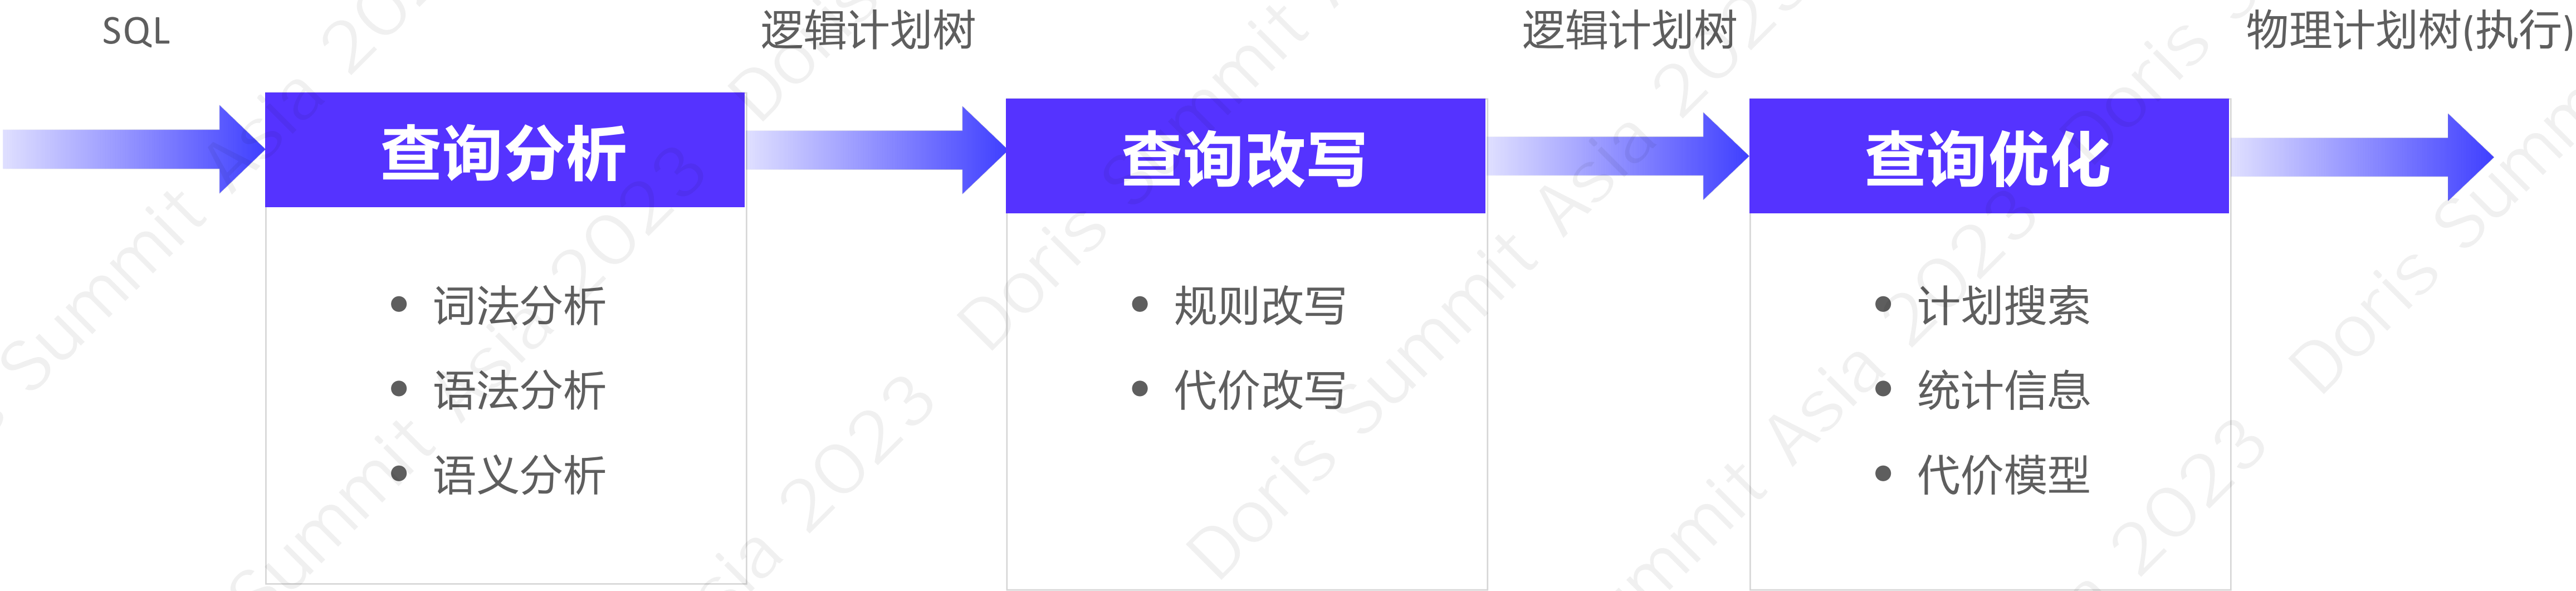 SQL
逻辑计划树
逻辑计划树
物理计划树(执行)
查询分析
查询改写
查询优化
• 词法分析
• 语法分析
• 语义分析
• 规则改写
• 代价改写
• 计划搜索
• 统计信息
• 代价模型
Doris Summit Asia 2023